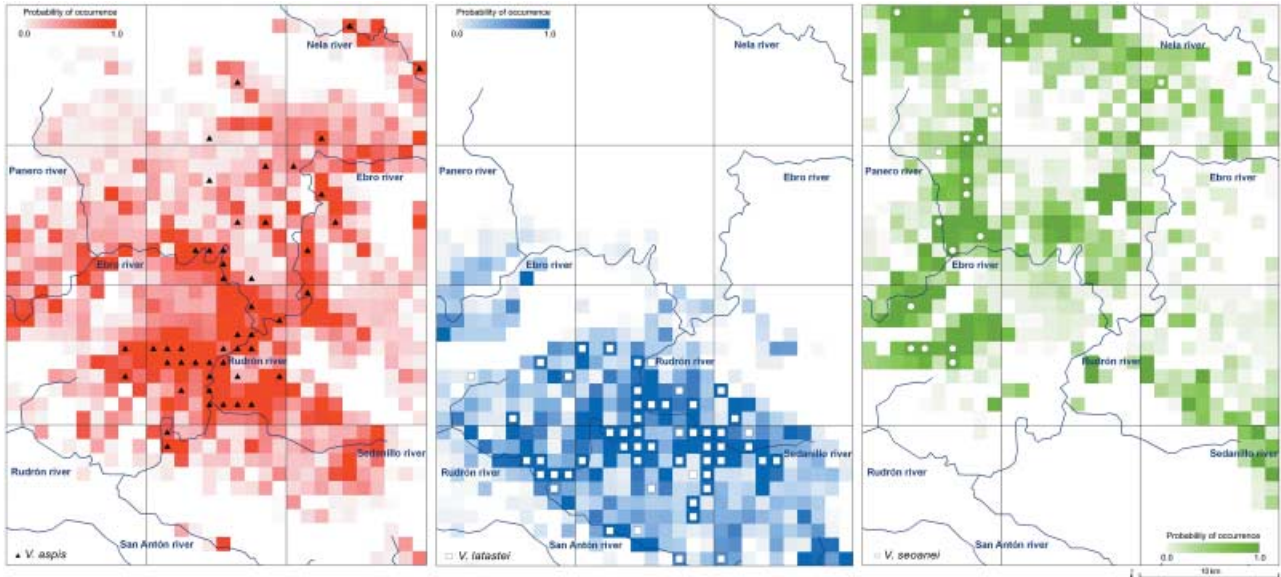 Probability of occurrence
0.0 1.0
Nela river
Panero river
Ebro river
Ebro river
Rudrón river
Rudrón river
Sedanillo river
San Antón river
V. aspis
Probability of occurrence
0.0 1.0
Nela river
Panero river
Ebro river
Ebro river
Rudrón river
Rudrón river
Sedanillo river
San Antón river
V. latastei
Nela river
Panero river
Ebro river
Ebro river
Rudrón river
Rudrón river
Sedanillo river
San Antón river
V. seoanei
Probability of occurrence
0.0 1.0
10 km